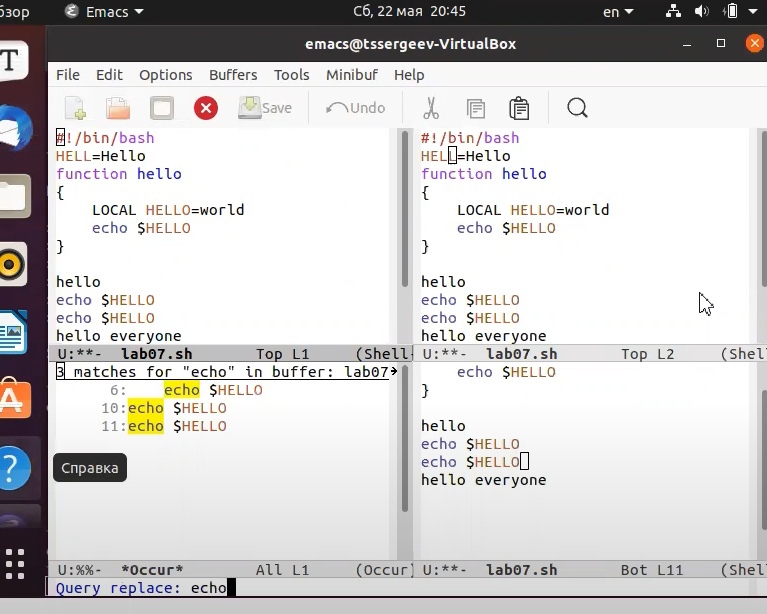 бзор Emacs Сб, 22 мая 20:45 en
emacs@tssergeev-VirtualBox
File Edit Options Buffers Tools Minibuf Help
Save Undo
#!/bin/bash
HELL=Hello
function hello
{
    LOCAL HELLO=world
    echo $HELLO
}
hello
echo $HELLO
echo $HELLO
hello everyone
U:**- lab07.sh Top L1 (Shell
#!/bin/bash
HELL=Hello
function hello
{
    LOCAL HELLO=world
    echo $HELLO
}
hello
echo $HELLO
echo $HELLO
hello everyone
U:**- lab07.sh Top L2 (Shel
3 matches for "echo" in buffer: lab07
6:    echo $HELLO
10:echo $HELLO
11:echo $HELLO
Справка
U:%%- *Occur* All L1 (Occur)
    echo $HELLO
}
hello
echo $HELLO
echo $HELLO
hello everyone
U:**- lab07.sh Bot L11 (Shel
Query replace: echo